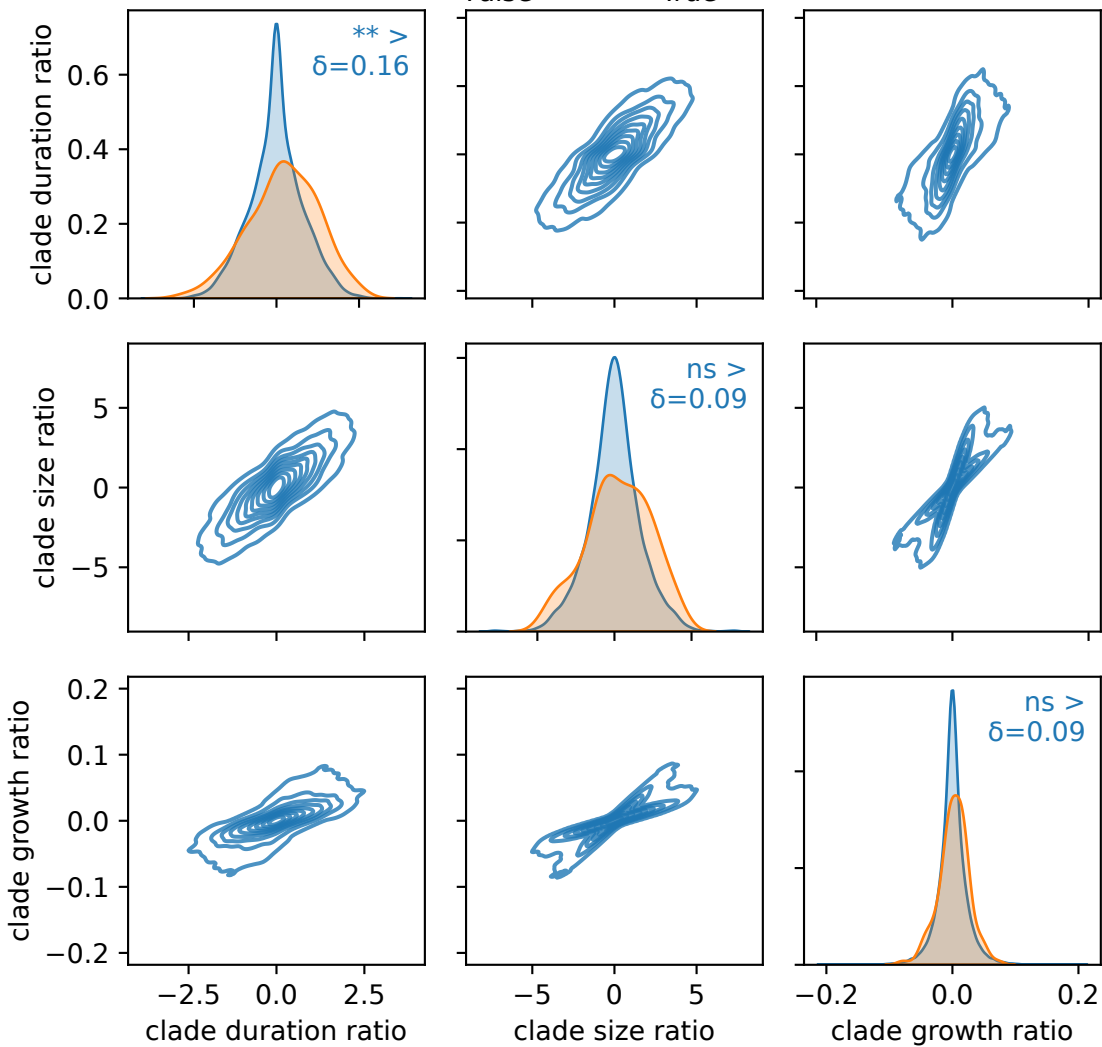 clade duration ratio
0.6
0.4
0.2
0.0
** >
δ=0.16
clade size ratio
5
0
−5
ns >
δ=0.09
clade growth ratio
0.2
0.1
0.0
−0.1
−0.2
ns >
δ=0.09
−2.5 0.0 2.5
−5 0 5
−0.2 0.0 0.2
clade duration ratio
clade size ratio
clade growth ratio